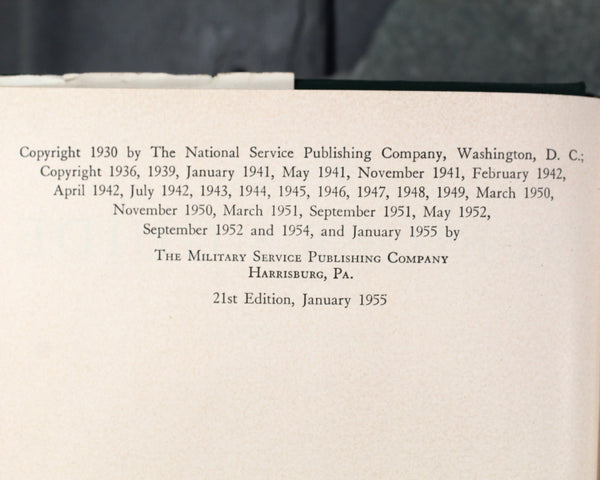 Copyright 1930 by The National Service Publishing Company, Washington, D. C.;
Copyright 1936, 1939, January 1941, May 1941, November 1941, February 1942,
April 1942, July 1942, 1943, 1944, 1945, 1946, 1947, 1948, 1949, March 1950,
November 1950, March 1951, September 1951, May 1952,
September 1952 and 1954, and January 1955 by
The Military Service Publishing Company
Harrisburg, Pa.
21st Edition, January 1955